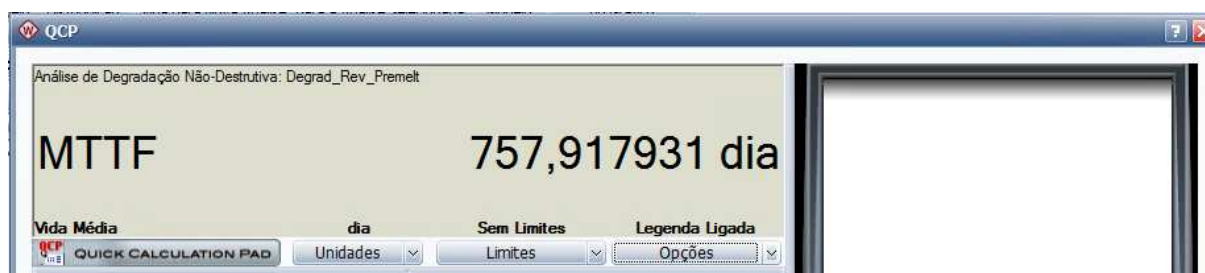 QCP
Análise de Degradação Não-Destrutiva: Degrad_Rev_Premelt
MTTF 757,917931 dia
Vida Média dia Sem Limites Legenda Ligada
QCP QUICK CALCULATION PAD Unidades Limites Opções